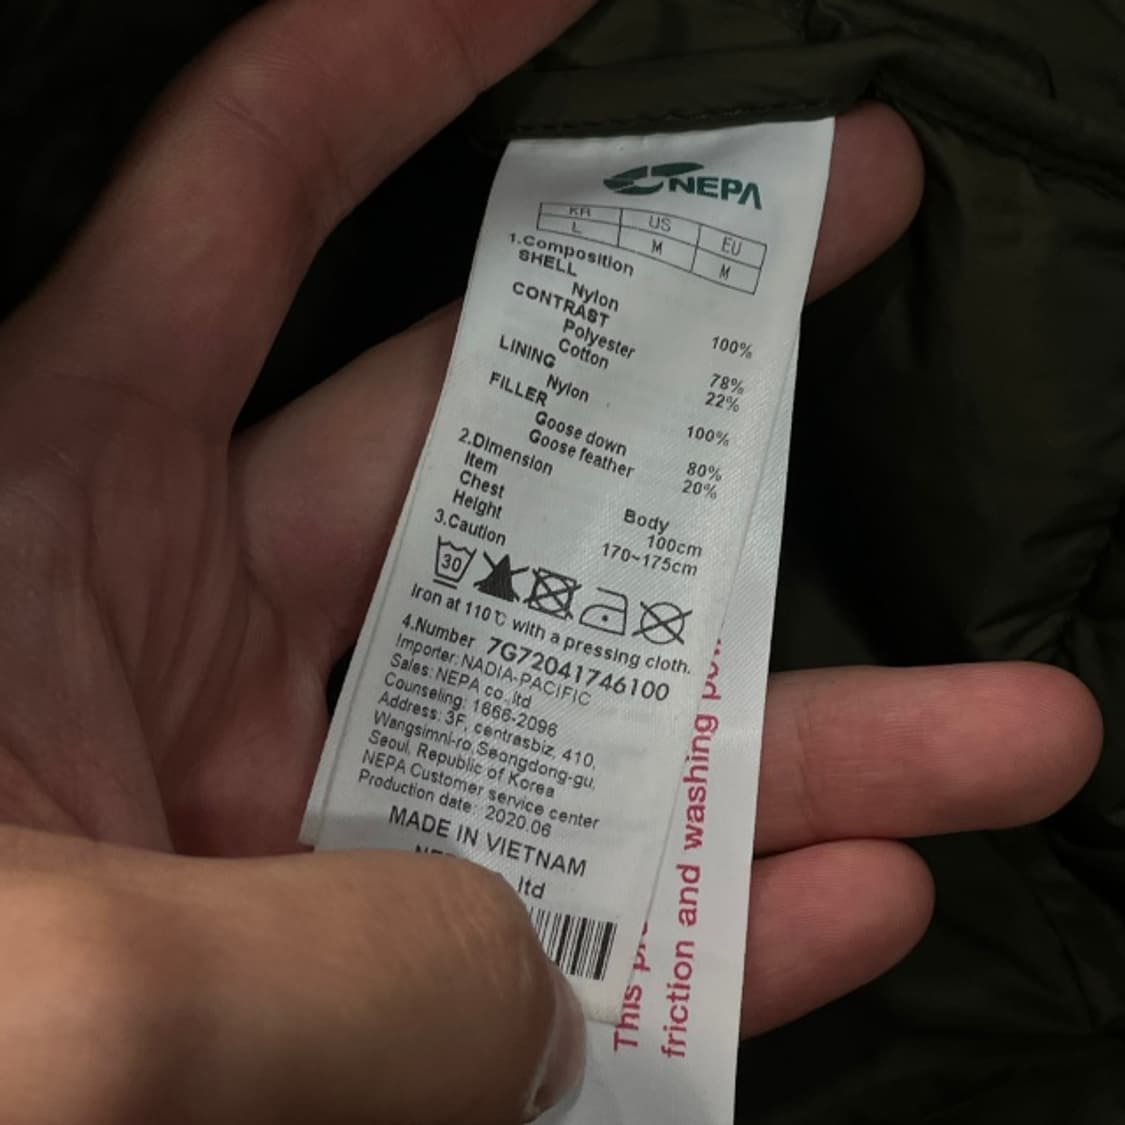 NEPA
KR US EU
L M M
1.Composition
SHELL
Nylon 100%
CONTRAST
Polyester 78%
Cotton 22%
LINING
Nylon 100%
FILLER
Goose down 80%
Goose feather 20%
2.Dimension
Item Body
Chest 100cm
Height 170~175cm
3.Caution
30
Iron at 110℃ with a pressing cloth.
4.Number 7G72041746100
Importer: NADIA-PACIFIC
Sales: NEPA co.,ltd
Counseling: 1666-2096
Address: 3F, centrasbiz, 410,
Wangsimni-ro,Seongdong-gu,
Seoul, Republic of Korea
NEPA Customer service center
Production date: 2020.06
MADE IN VIETNAM
ltd
This
friction and washing